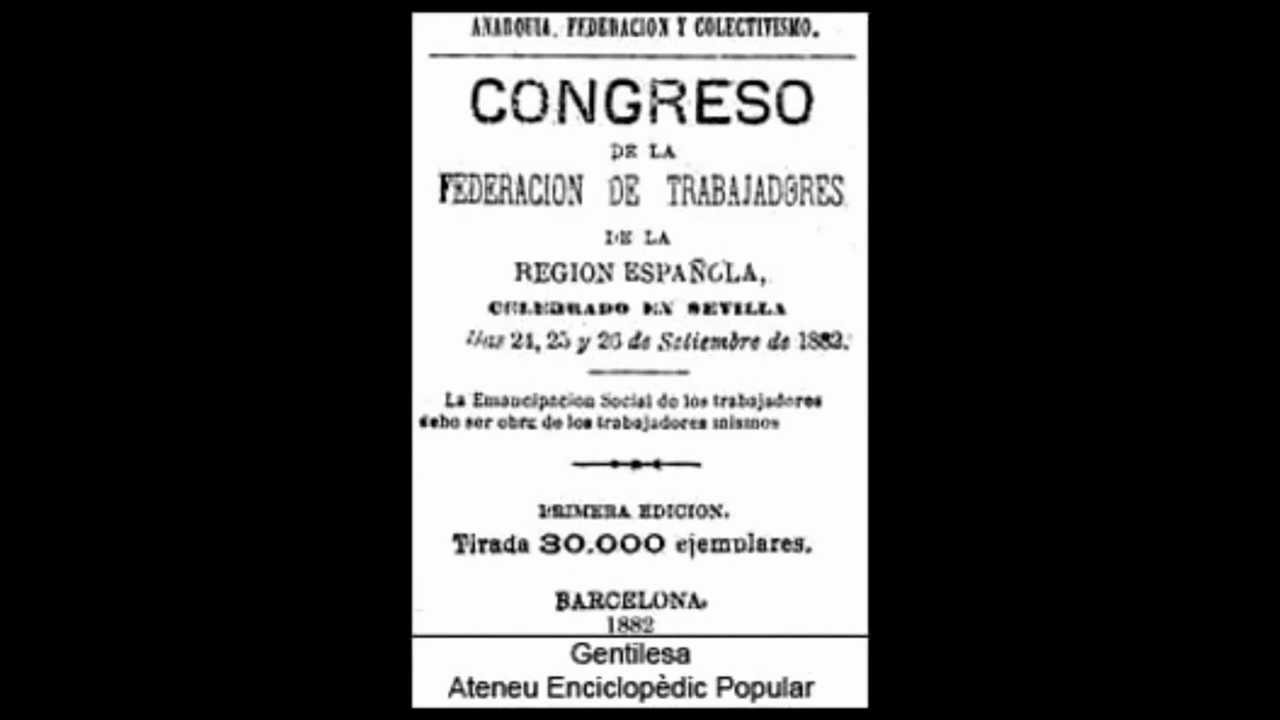 ANARQUIA, FEDERACION Y COLECTIVISMO.
CONGRESO
DE LA
FEDERACION DE TRABAJADORES
DE LA
REGION ESPAÑOLA,
CELEBRADO EN SEVILLA
Dias 24, 25 y 26 de Setiembre de 1882.
La Emancipacion Social de los trabajadores
debe ser obra de los trabajadores mismos
PRIMERA EDICION.
Tirada 30.000 ejemplares.
BARCELONA,
1882
Gentilesa
Ateneu Enciclopèdic Popular